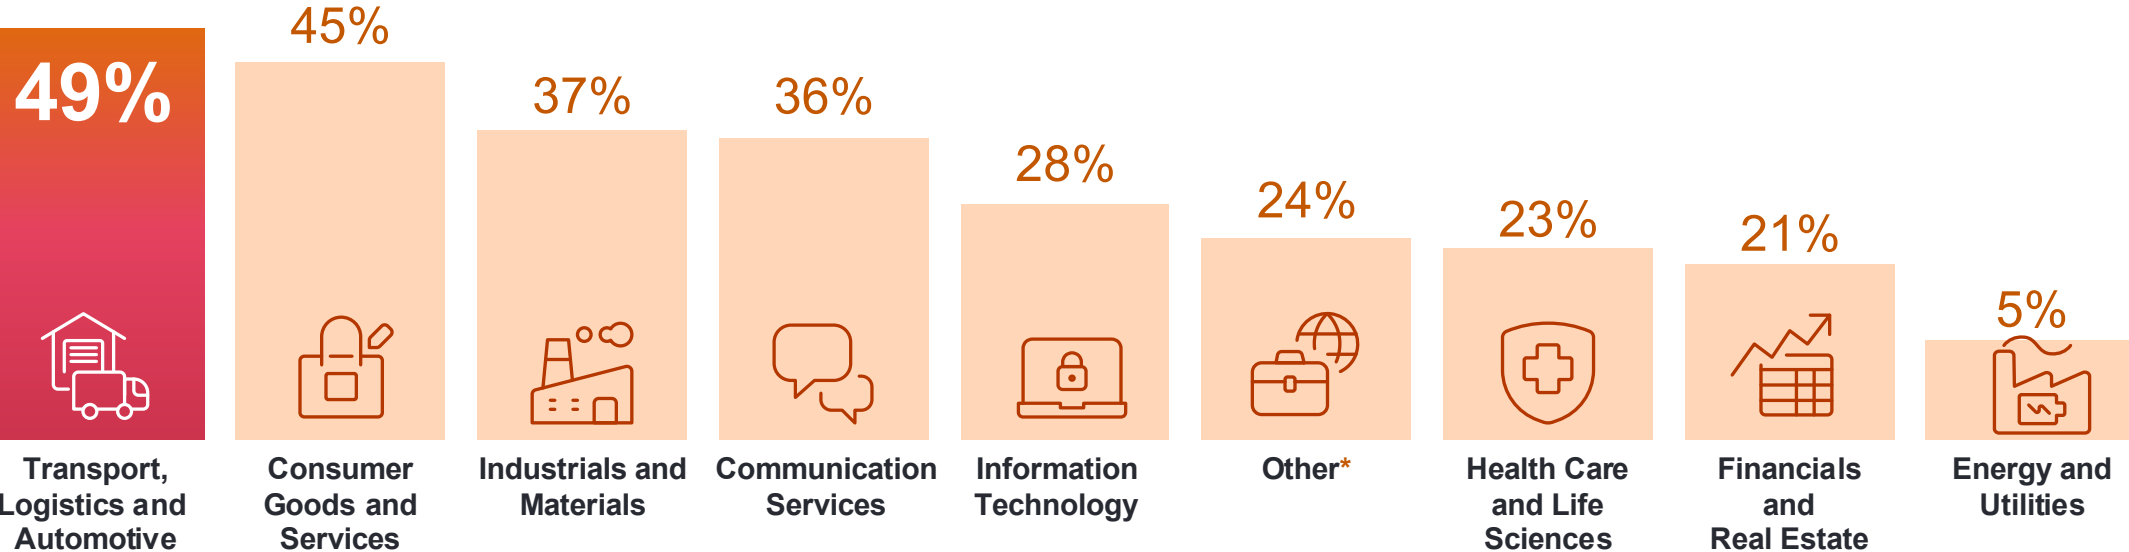 49%
45%
37%
36%
28%
24%
23%
21%
5%
Transport,
Logistics and
Automotive
Consumer
Goods and
Services
Industrials and
Materials
Communication
Services
Information
Technology
Other*
Health Care
and Life
Sciences
Financials
and
Real Estate
Energy and
Utilities